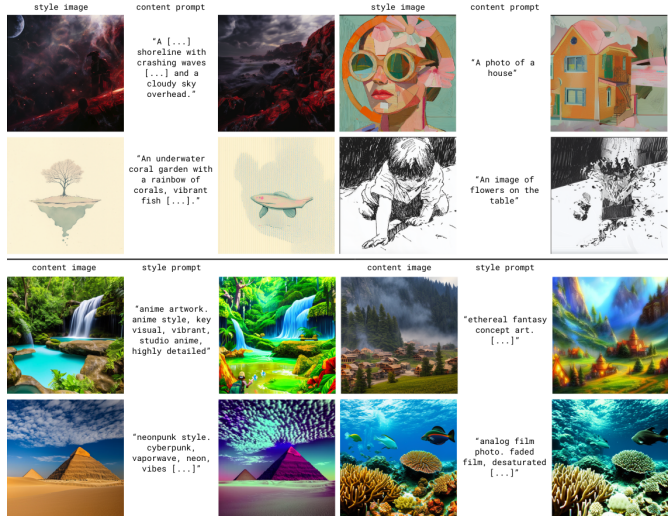 style image
content prompt
style image
content prompt
"A [...]
shoreline with
crashing waves
[...] and a
cloudy sky
overhead."
"A photo of a
house"
"An underwater
coral garden with
a rainbow of
corals, vibrant
fish [...]."
"An image of
flowers on the
table"
content image
style prompt
content image
style prompt
"anime artwork.
anime style, key
visual, vibrant,
studio anime,
highly detailed"
"ethereal fantasy
concept art.
[...]"
"neonpunk style.
cyberpunk,
vaporwave, neon,
vibes [...]"
"analog film
photo. faded
film, desaturated
[...]"